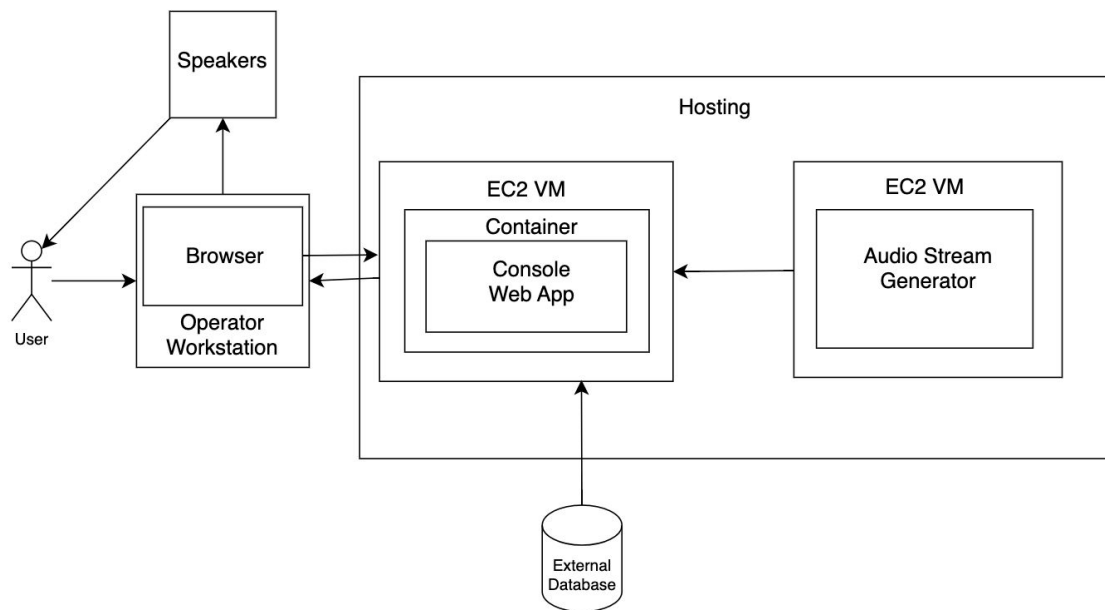 Speakers
Hosting
EC2 VM
Container
Console
Web App
EC2 VM
Audio Stream
Generator
Browser
Operator
Workstation
User
External
Database